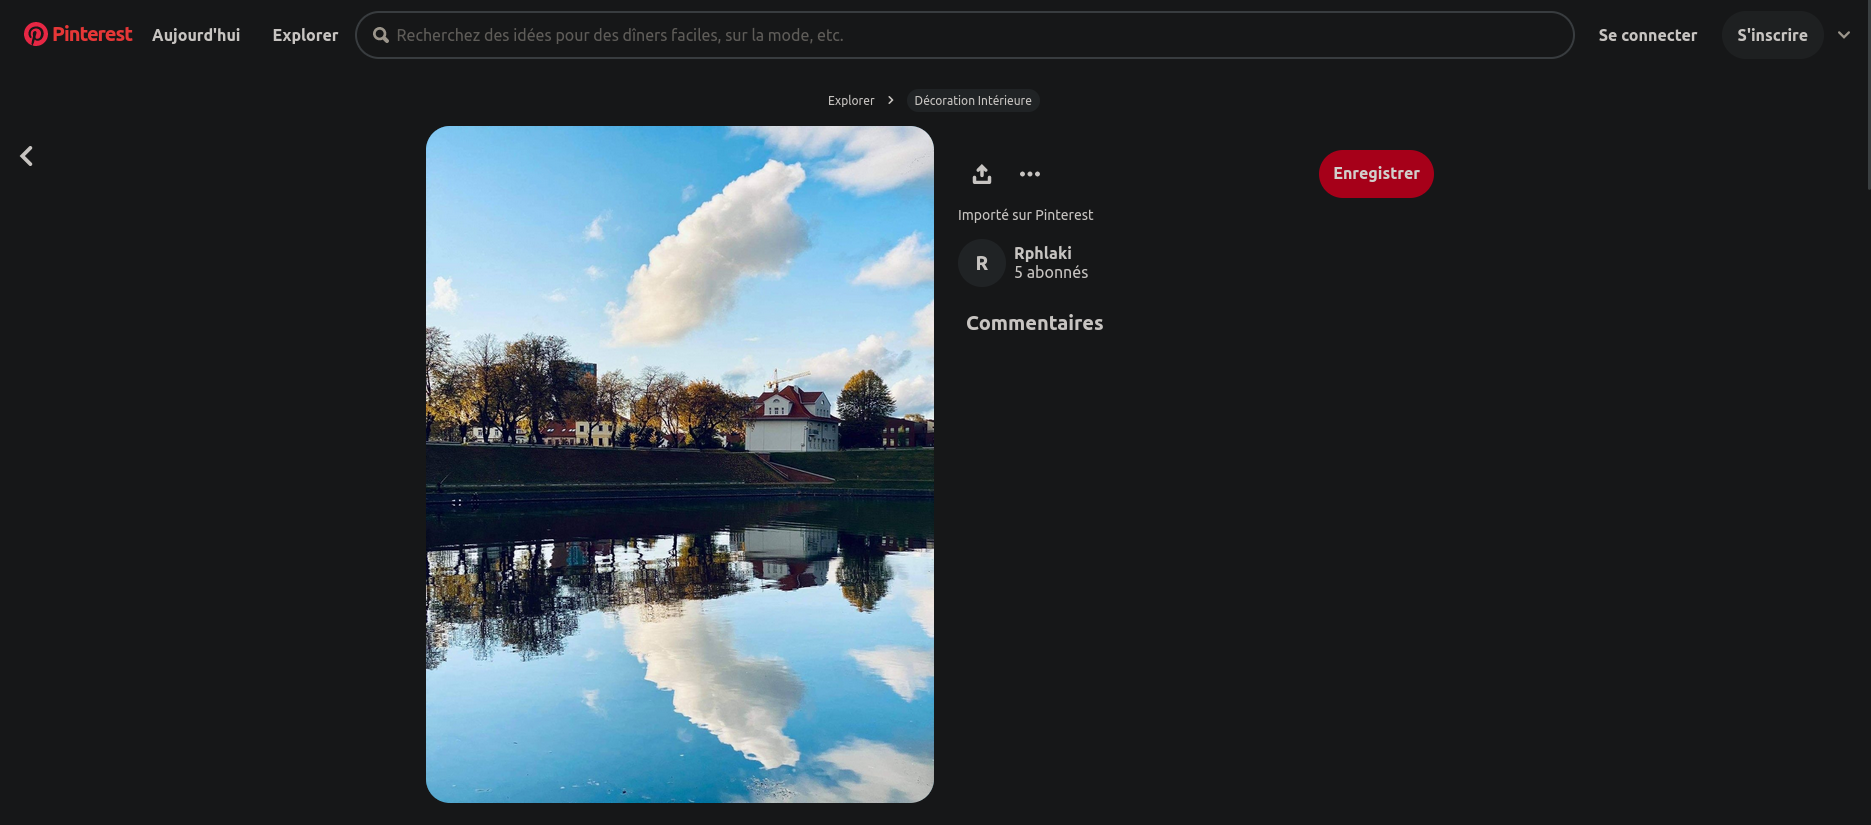 Pinterest Aujourd'hui Explorer Recherchez des idées pour des dîners faciles, sur la mode, etc. Se connecter S'inscrire
Explorer Décoration Intérieure
Enregistrer
Importé sur Pinterest
R Rphlaki
5 abonnés
Commentaires